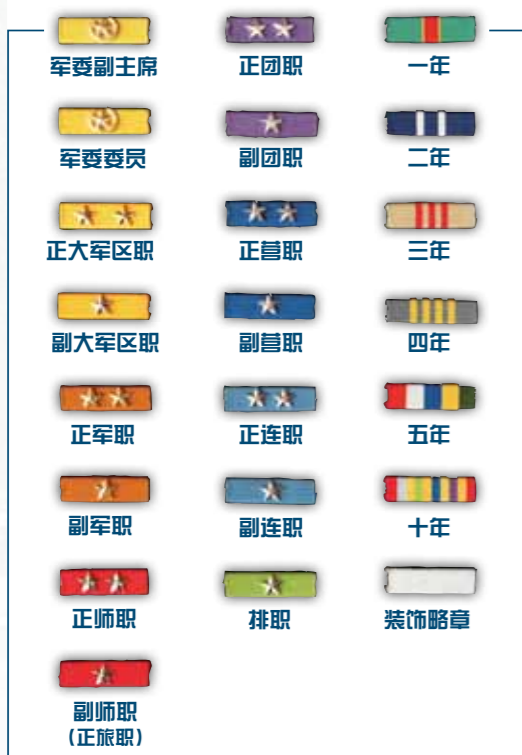 军委副主席 正团职 一年
军委委员 副团职 二年
正大军区职 正营职 三年
副大军区职 副营职 四年
正军职 正连职 五年
副军职 副连职 十年
正师职 排职 装饰略章
副师职
(正旅职)